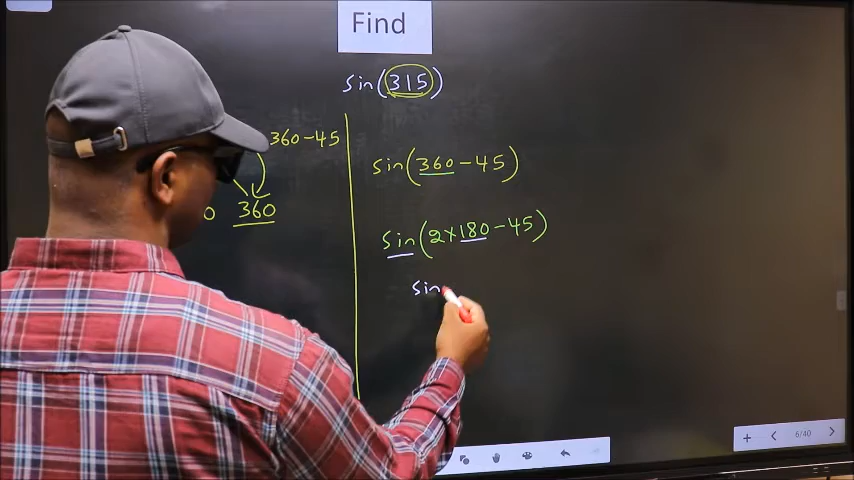 Find
sin(315)
360-45
0 360
sin(360-45)
sin(2×180-45)
sin
6/40